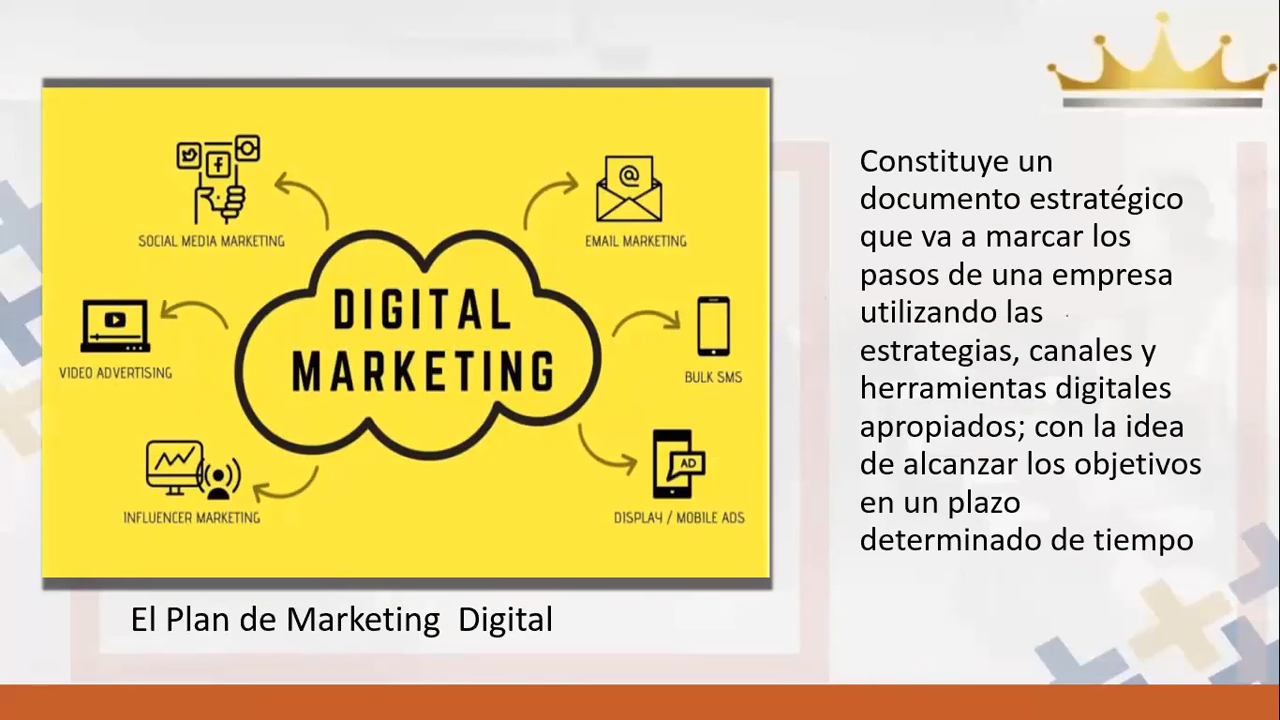 SOCIAL MEDIA MARKETING
EMAIL MARKETING
@
DIGITAL
MARKETING
VIDEO ADVERTISING
BULK SMS
AD
INFLUENCER MARKETING
DISPLAY / MOBILE ADS
El Plan de Marketing  Digital
Constituye un
documento estratégico
que va a marcar los
pasos de una empresa
utilizando las
estrategias, canales y
herramientas digitales
apropiados; con la idea
de alcanzar los objetivos
en un plazo
determinado de tiempo